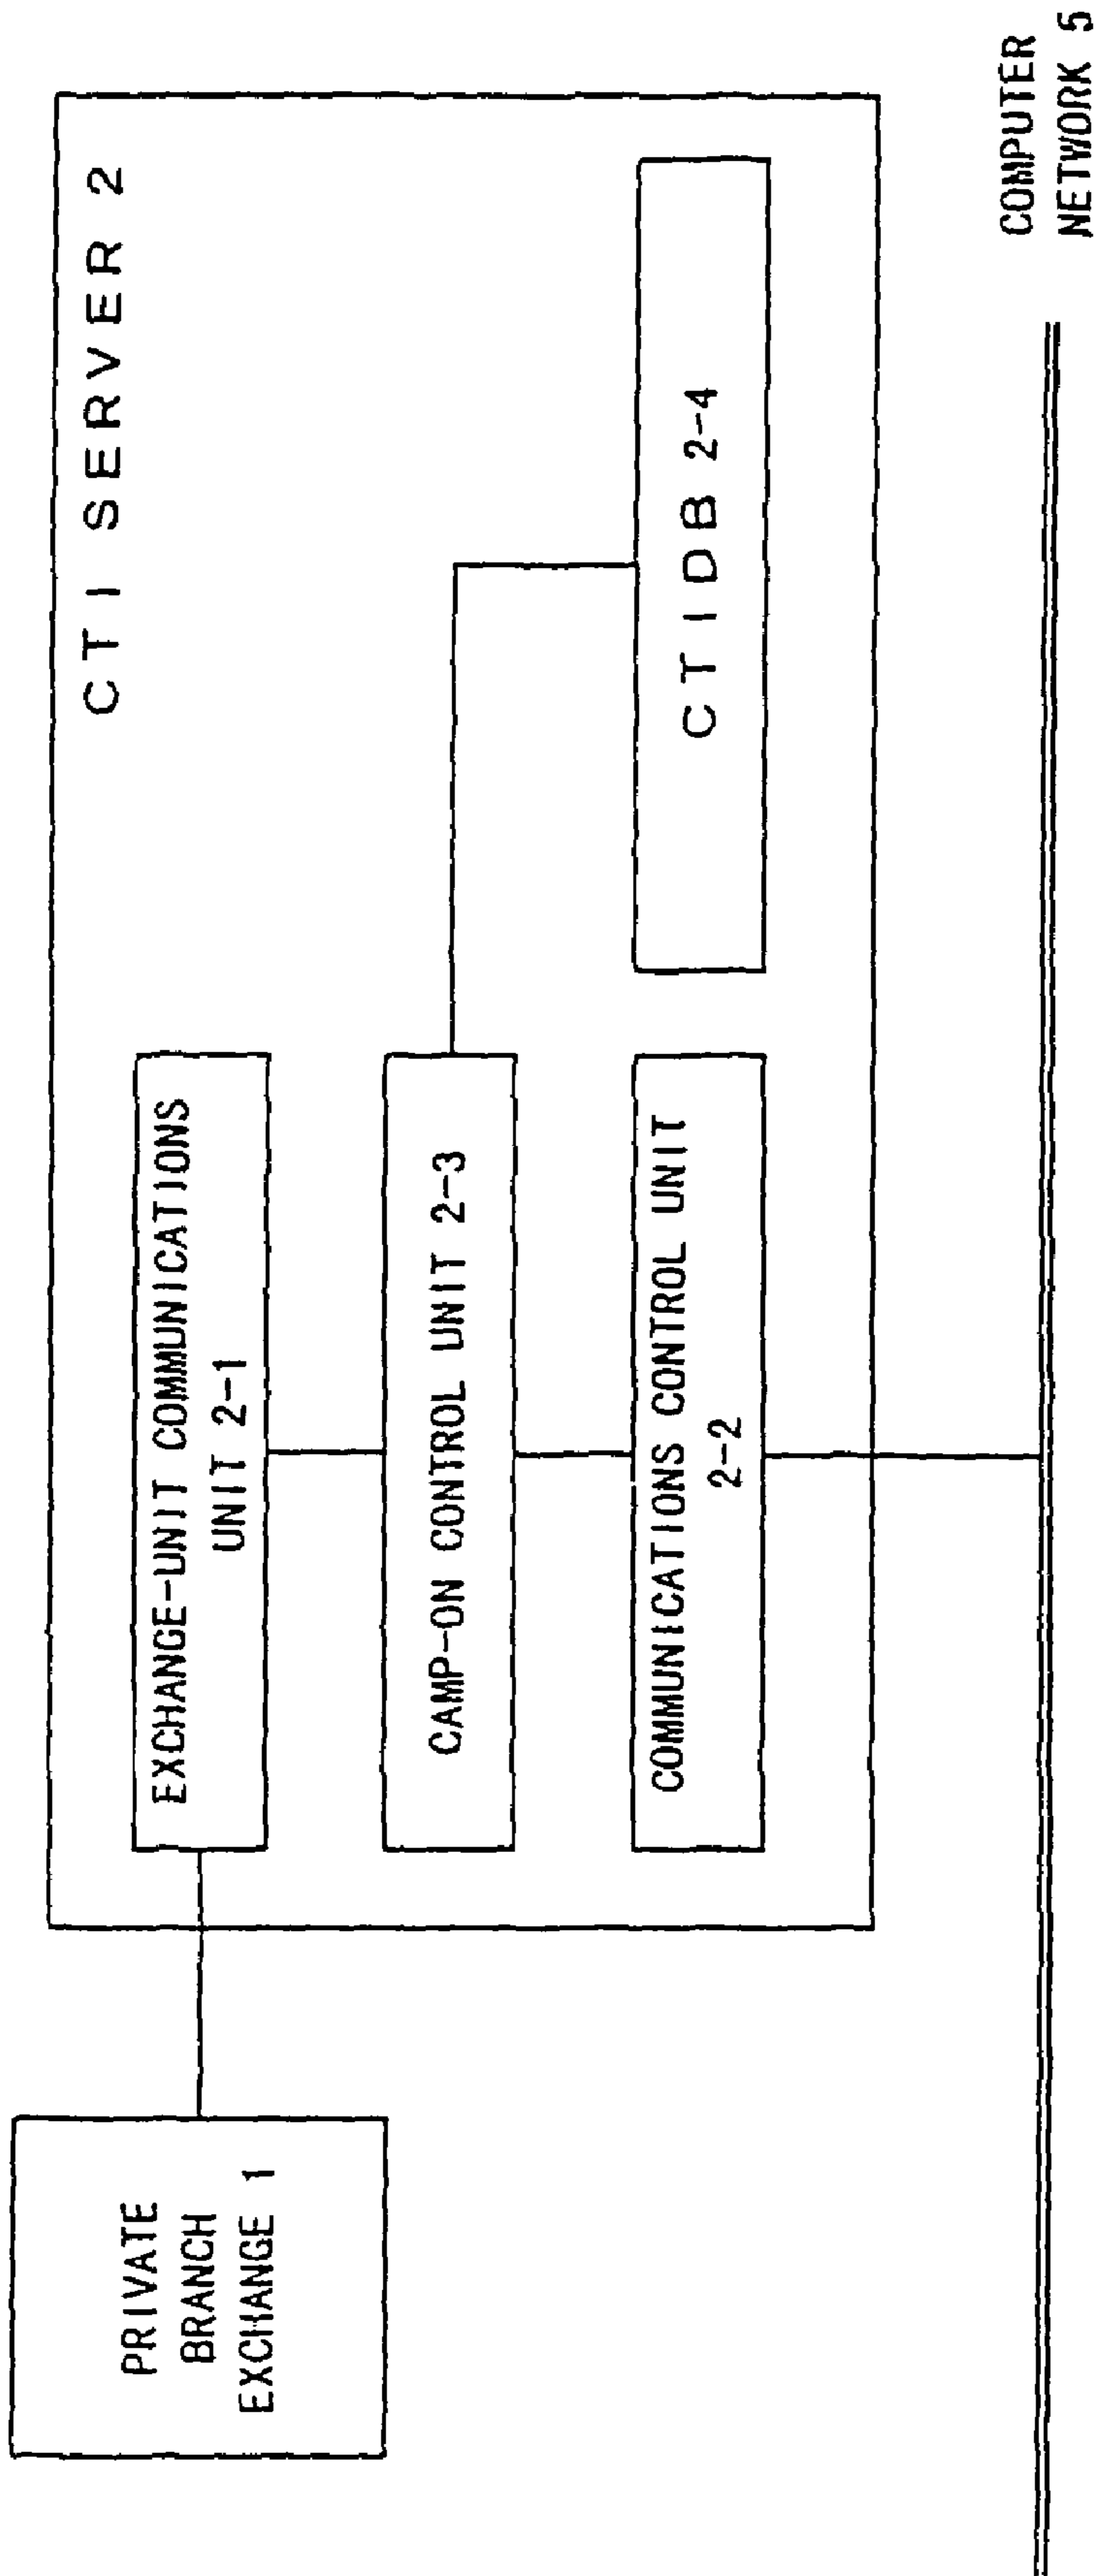 CTI SERVER 2
PRIVATE
BRANCH
EXCHANGE 1
EXCHANGE-UNIT COMMUNICATIONS
UNIT 2-1
CAMP-ON CONTROL UNIT 2-3
COMMUNICATIONS CONTROL UNIT
2-2
CTIDB 2-4
COMPUTER
NETWORK 5